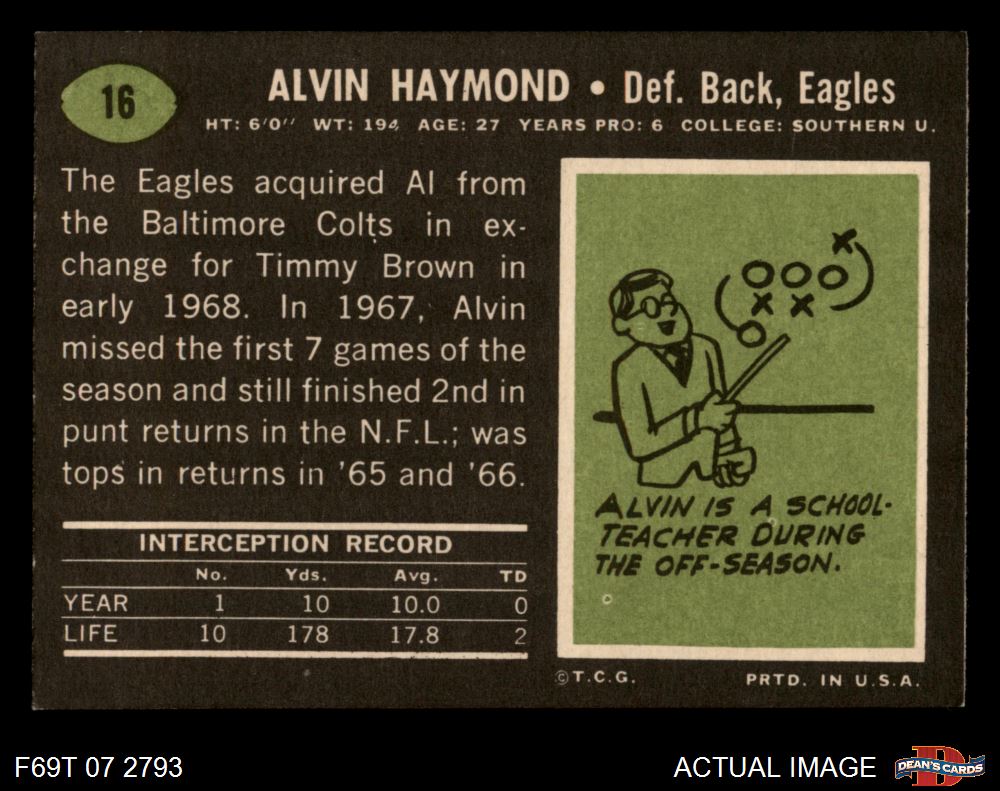 16
ALVIN HAYMOND • Def. Back, Eagles
HT: 6'0" WT: 194 AGE: 27 YEARS PRO: 6 COLLEGE: SOUTHERN U.
The Eagles acquired Al from
the Baltimore Colts in ex-
change for Timmy Brown in
early 1968. In 1967, Alvin
missed the first 7 games of the
season and still finished 2nd in
punt returns in the N.F.L.; was
tops in returns in '65 and '66.
INTERCEPTION RECORD
No. Yds. Avg. TD
YEAR 1 10 10.0 0
LIFE 10 178 17.8 2
X
O O O
X X
O
ALVIN IS A SCHOOL-
TEACHER DURING
THE OFF-SEASON.
© T.C.G. PRTD. IN U.S.A.
F69T 07 2793
ACTUAL IMAGE
D
DEAN'S CARDS